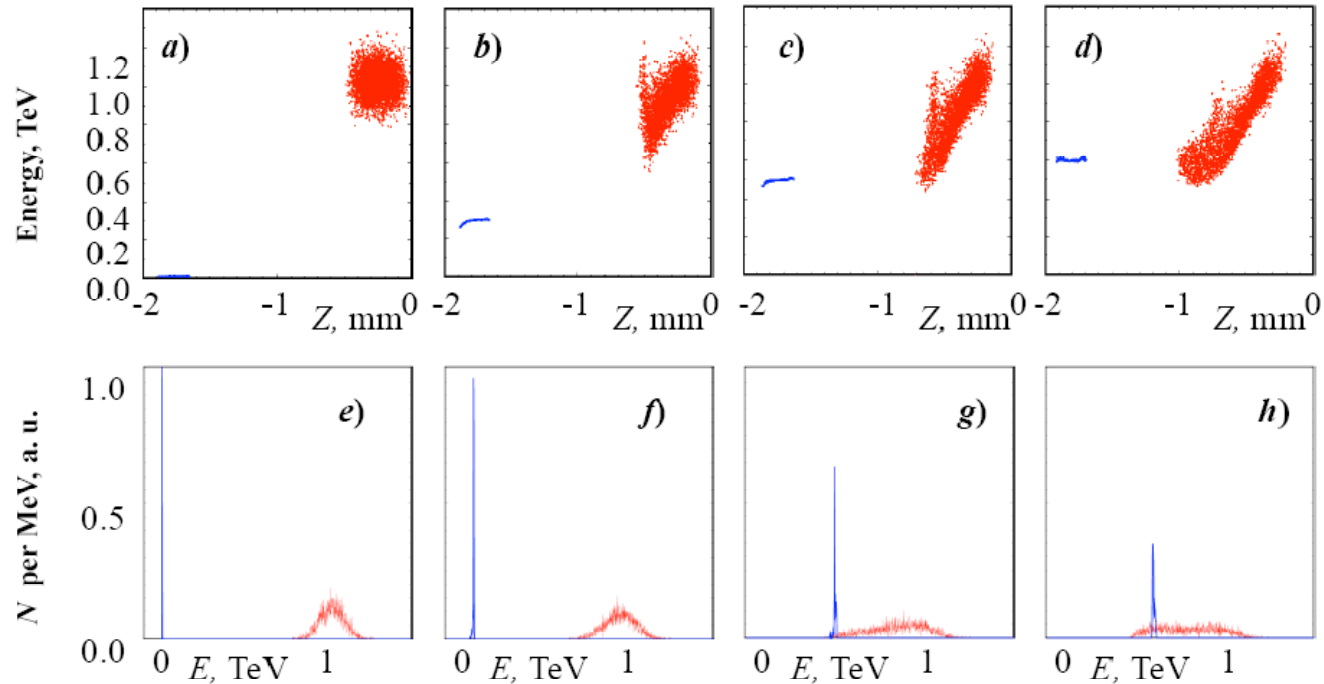 a)
b)
c)
d)
Energy, TeV
1.2
1.0
0.8
0.6
0.4
0.2
0.0
-2 -1 0
Z, mm
-2 -1 0
Z, mm
-1 0
Z, mm
-1 0
Z, mm
e)
f)
g)
h)
N per MeV, a. u.
1.0
0.5
0.0
0 E, TeV 1
0 E, TeV 1
0 E, TeV 1
0 E, TeV 1